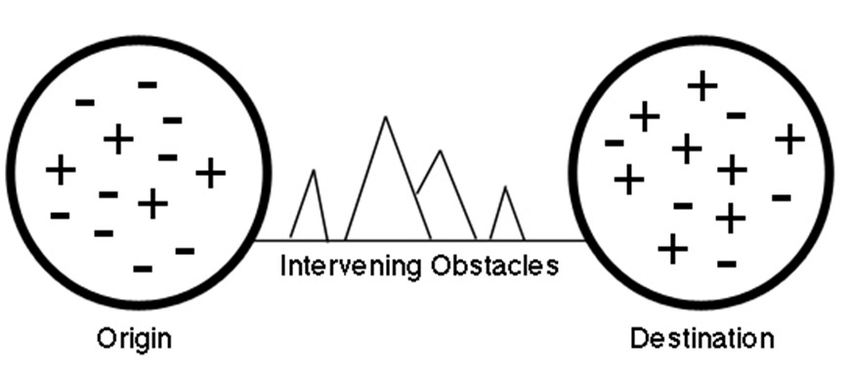 Intervening Obstacles
Origin
Destination